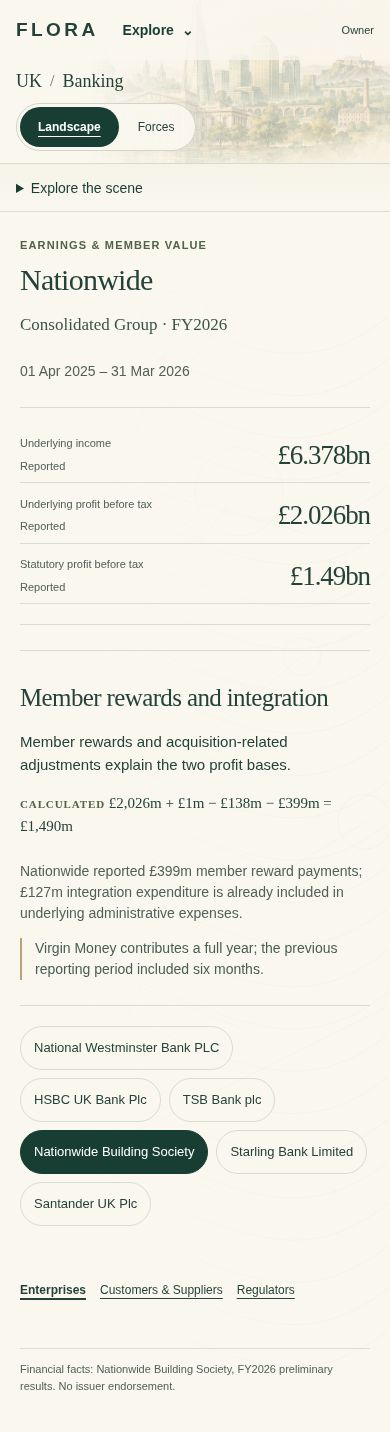 FLORA Explore Owner
UK / Banking
Landscape Forces
Explore the scene
EARNINGS & MEMBER VALUE
Nationwide
Consolidated Group · FY2026
01 Apr 2025 – 31 Mar 2026
Underlying income
Reported
£6.378bn
Underlying profit before tax
Reported
£2.026bn
Statutory profit before tax
Reported
£1.49bn
Member rewards and integration
Member rewards and acquisition-related
adjustments explain the two profit bases.
CALCULATED £2,026m + £1m − £138m − £399m =
£1,490m
Nationwide reported £399m member reward payments;
£127m integration expenditure is already included in
underlying administrative expenses.
Virgin Money contributes a full year; the previous
reporting period included six months.
National Westminster Bank PLC
HSBC UK Bank Plc TSB Bank plc
Nationwide Building Society Starling Bank Limited
Santander UK Plc
Enterprises Customers & Suppliers Regulators
Financial facts: Nationwide Building Society, FY2026 preliminary
results. No issuer endorsement.